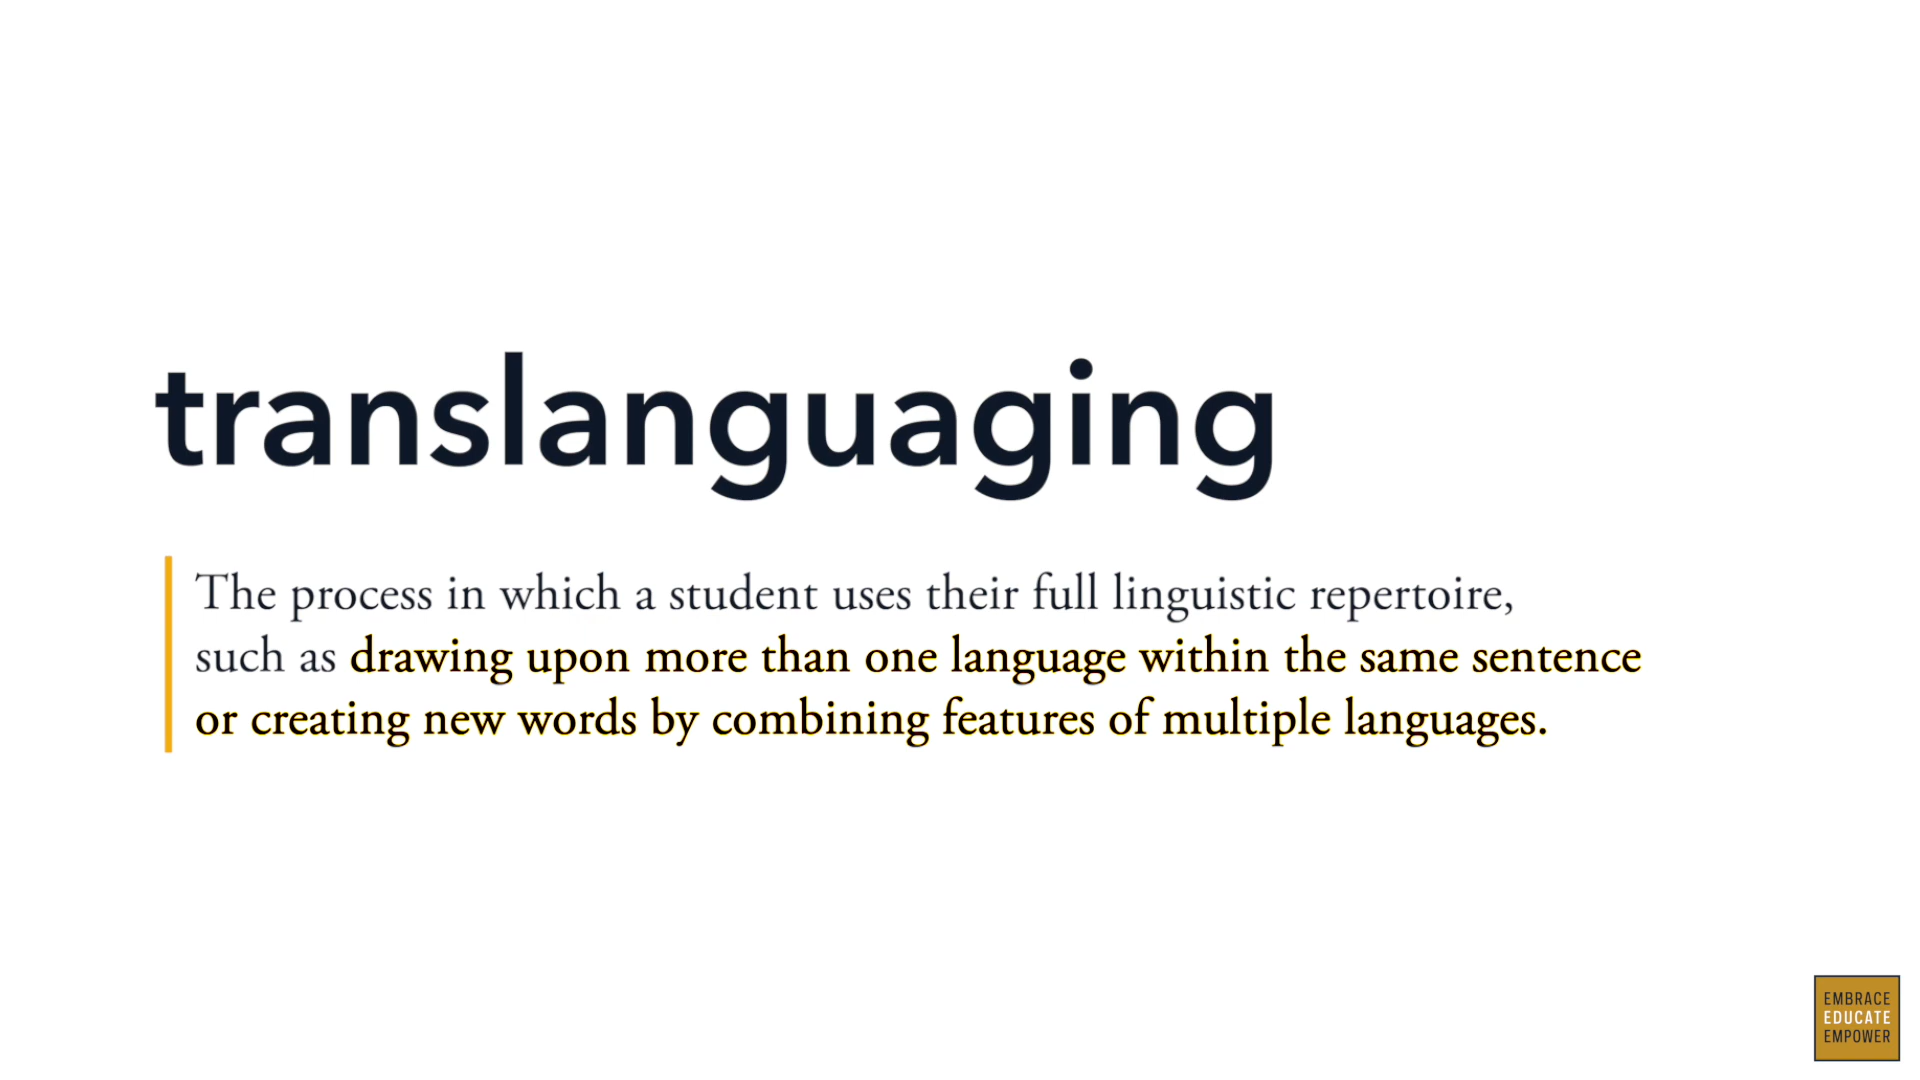 translanguaging
The process in which a student uses their full linguistic repertoire,
such as drawing upon more than one language within the same sentence
or creating new words by combining features of multiple languages.
EMBRACE
EDUCATE
EMPOWER